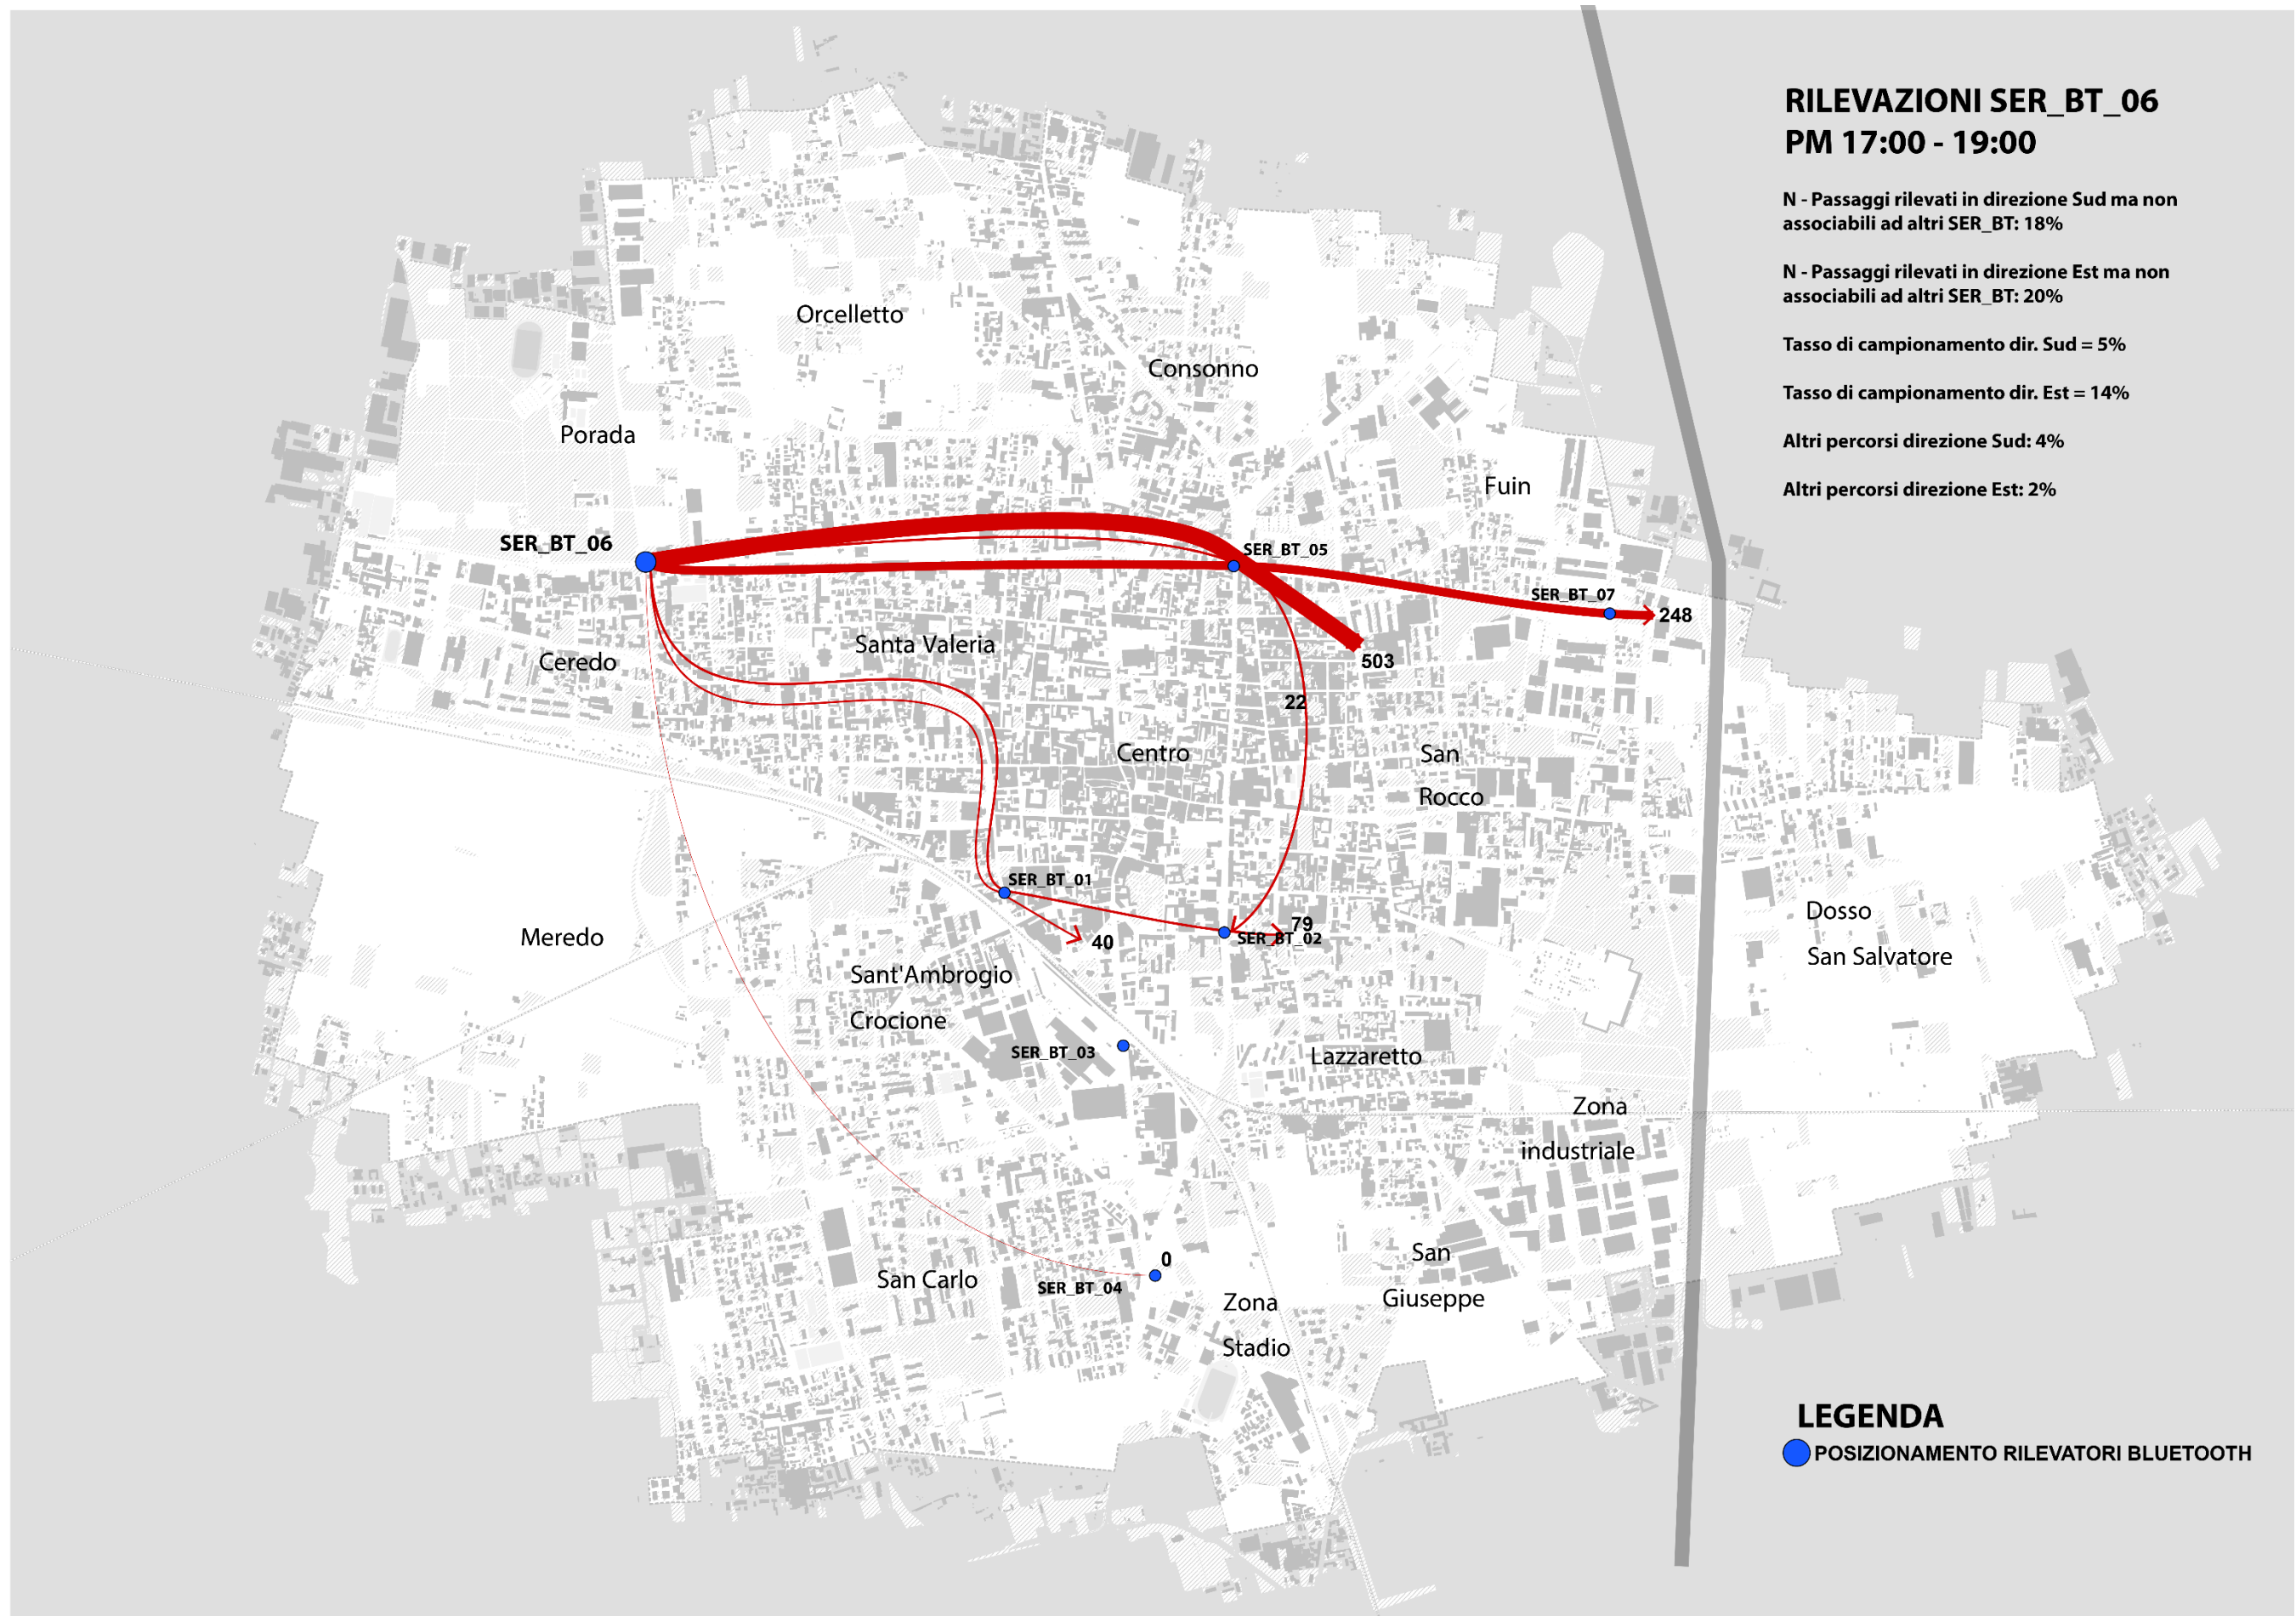 RILEVAZIONI SER_BT_06
PM 17:00 - 19:00
N - Passaggi rilevati in direzione Sud ma non
associabili ad altri SER_BT: 18%
N - Passaggi rilevati in direzione Est ma non
associabili ad altri SER_BT: 20%
Tasso di campionamento dir. Sud = 5%
Tasso di campionamento dir. Est = 14%
Altri percorsi direzione Sud: 4%
Altri percorsi direzione Est: 2%
Orcelletto
Consonno
Porada
Fuin
SER_BT_06
SER_BT_05
SER_BT_07
248
Santa Valeria
503
Ceredo
22
Centro
San
Rocco
SER_BT_01
Dosso
San Salvatore
79
SER_BT_02
40
Meredo
Sant'Ambrogio
Crocione
SER_BT_03
Lazzaretto
Zona
industriale
0
SER_BT_04
San Carlo
San
Giuseppe
Zona
Stadio
LEGENDA
POSIZIONAMENTO RILEVATORI BLUETOOTH